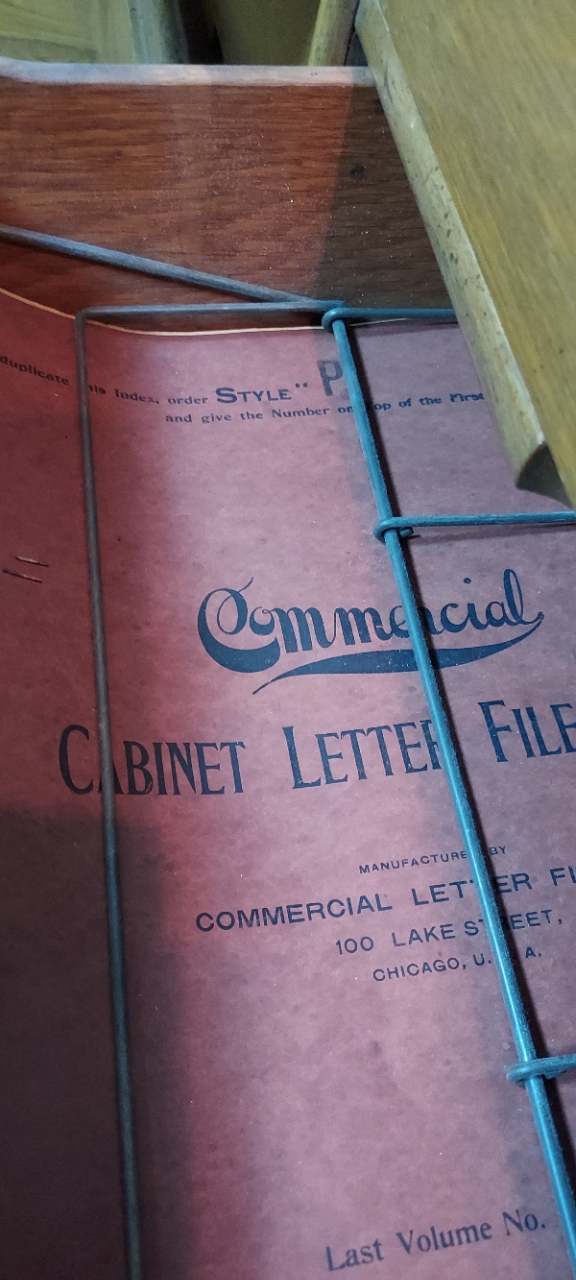 duplicate this Index, order STYLE "P
and give the Number on top of the First
Commercial
CABINET LETTER FILE
MANUFACTURED BY
COMMERCIAL LETTER FI
100 LAKE STREET,
CHICAGO, U. S. A.
Last Volume No.